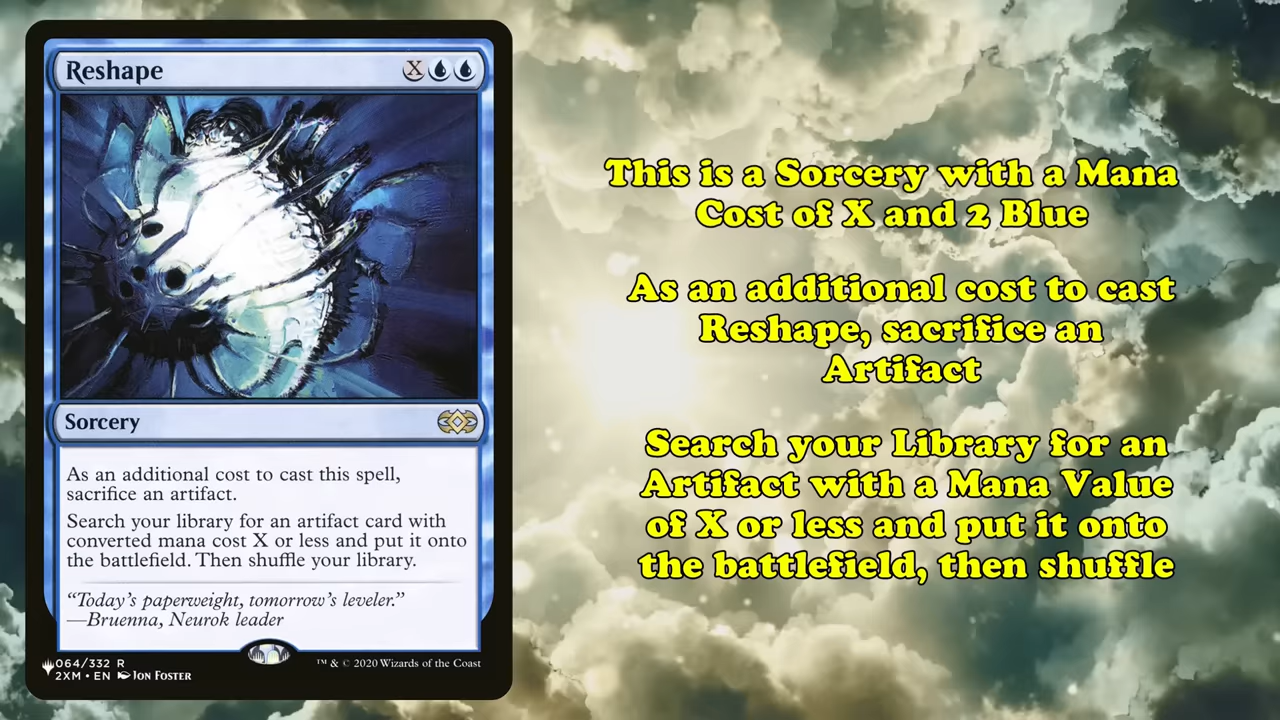 Reshape
X
Sorcery
As an additional cost to cast this spell,
sacrifice an artifact.
Search your library for an artifact card with
converted mana cost X or less and put it onto
the battlefield. Then shuffle your library.
“Today’s paperweight, tomorrow’s leveler.”
—Bruenna, Neurok leader
064/332 R
2XM • EN Jon Foster
™ & © 2020 Wizards of the Coast
This is a Sorcery with a Mana
Cost of X and 2 Blue
As an additional cost to cast
Reshape, sacrifice an
Artifact
Search your Library for an
Artifact with a Mana Value
of X or less and put it onto
the battlefield, then shuffle